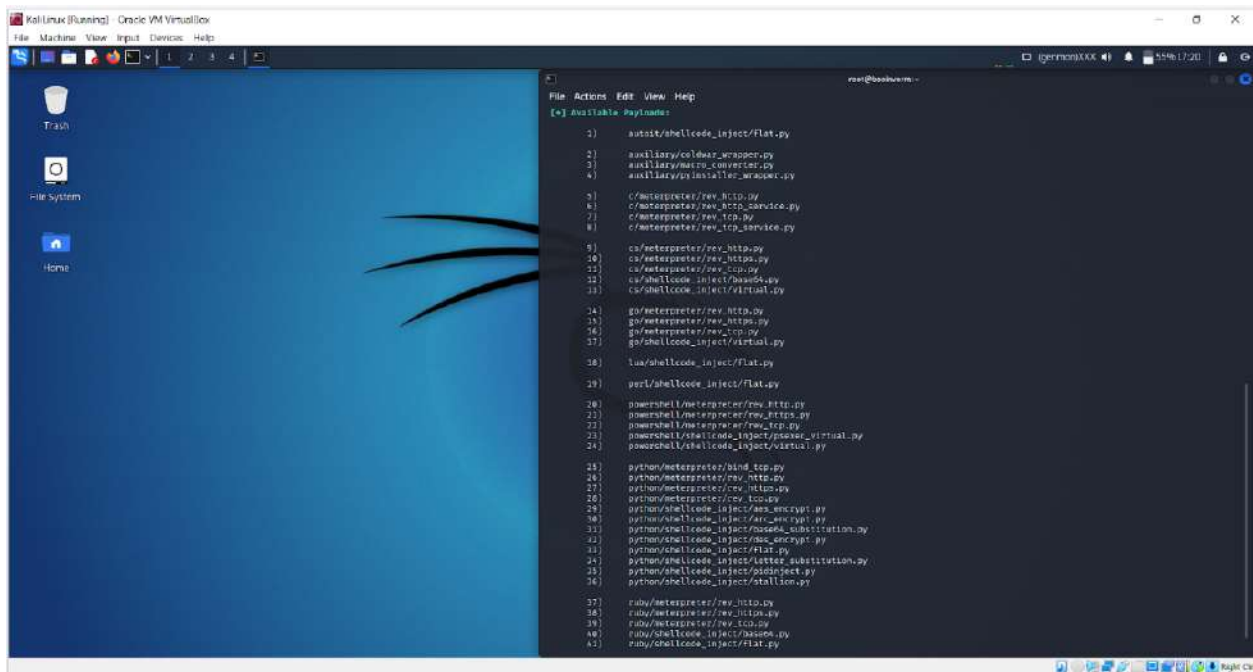 KaliLinux [Running] - Oracle VM VirtualBox
File Machine View Input Devices Help
1 2 3 4
(genmon)XXX
55% 17:20
Trash
File System
Home
File Actions Edit View Help
[*] Available Payloads:
1) autoit/shellcode_inject/flat.py
2) auxiliary/coldwar_wrapper.py
3) auxiliary/macro_converter.py
4) auxiliary/pyinstaller_wrapper.py
5) c/meterpreter/rev_http.py
6) c/meterpreter/rev_http_service.py
7) c/meterpreter/rev_tcp.py
8) c/meterpreter/rev_tcp_service.py
9) cs/meterpreter/rev_http.py
10) cs/meterpreter/rev_https.py
11) cs/meterpreter/rev_tcp.py
12) cs/shellcode_inject/base64.py
13) cs/shellcode_inject/virtual.py
14) go/meterpreter/rev_http.py
15) go/meterpreter/rev_https.py
16) go/meterpreter/rev_tcp.py
17) go/shellcode_inject/virtual.py
18) lua/shellcode_inject/flat.py
19) perl/shellcode_inject/flat.py
20) powershell/meterpreter/rev_http.py
21) powershell/meterpreter/rev_https.py
22) powershell/meterpreter/rev_tcp.py
23) powershell/shellcode_inject/psexec_virtual.py
24) powershell/shellcode_inject/virtual.py
25) python/meterpreter/bind_tcp.py
26) python/meterpreter/rev_http.py
27) python/meterpreter/rev_https.py
28) python/meterpreter/rev_tcp.py
29) python/shellcode_inject/aes_encrypt.py
30) python/shellcode_inject/arc_encrypt.py
31) python/shellcode_inject/base64_substitution.py
32) python/shellcode_inject/des_encrypt.py
33) python/shellcode_inject/flat.py
34) python/shellcode_inject/letter_substitution.py
35) python/shellcode_inject/pidinject.py
36) python/shellcode_inject/stallion.py
37) ruby/meterpreter/rev_http.py
38) ruby/meterpreter/rev_https.py
39) ruby/meterpreter/rev_tcp.py
40) ruby/shellcode_inject/base64.py
41) ruby/shellcode_inject/flat.py